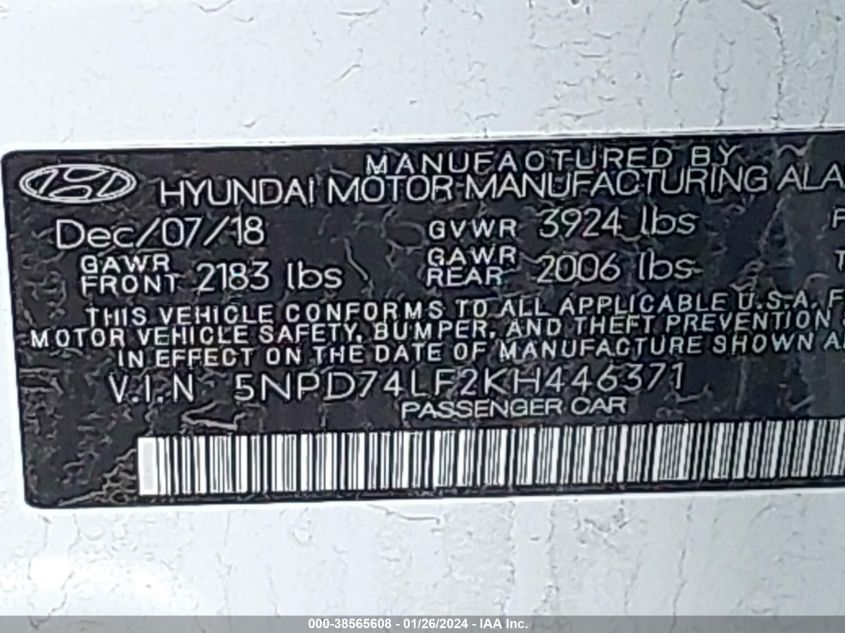 MANUFACTURED BY
HYUNDAI MOTOR MANUFACTURING ALA
Dec/07/18 GVWR 3924 lbs F
GAWR FRONT 2183 lbs GAWR REAR 2006 lbs T
THIS VEHICLE CONFORMS TO ALL APPLICABLE U.S.A. F
MOTOR VEHICLE SAFETY, BUMPER, AND THEFT PREVENTION
IN EFFECT ON THE DATE OF MANUFACTURE SHOWN A
V.I.N 5NPD74LF2KH446371
PASSENGER CAR
000-38565608 - 01/26/2024 - IAA Inc.